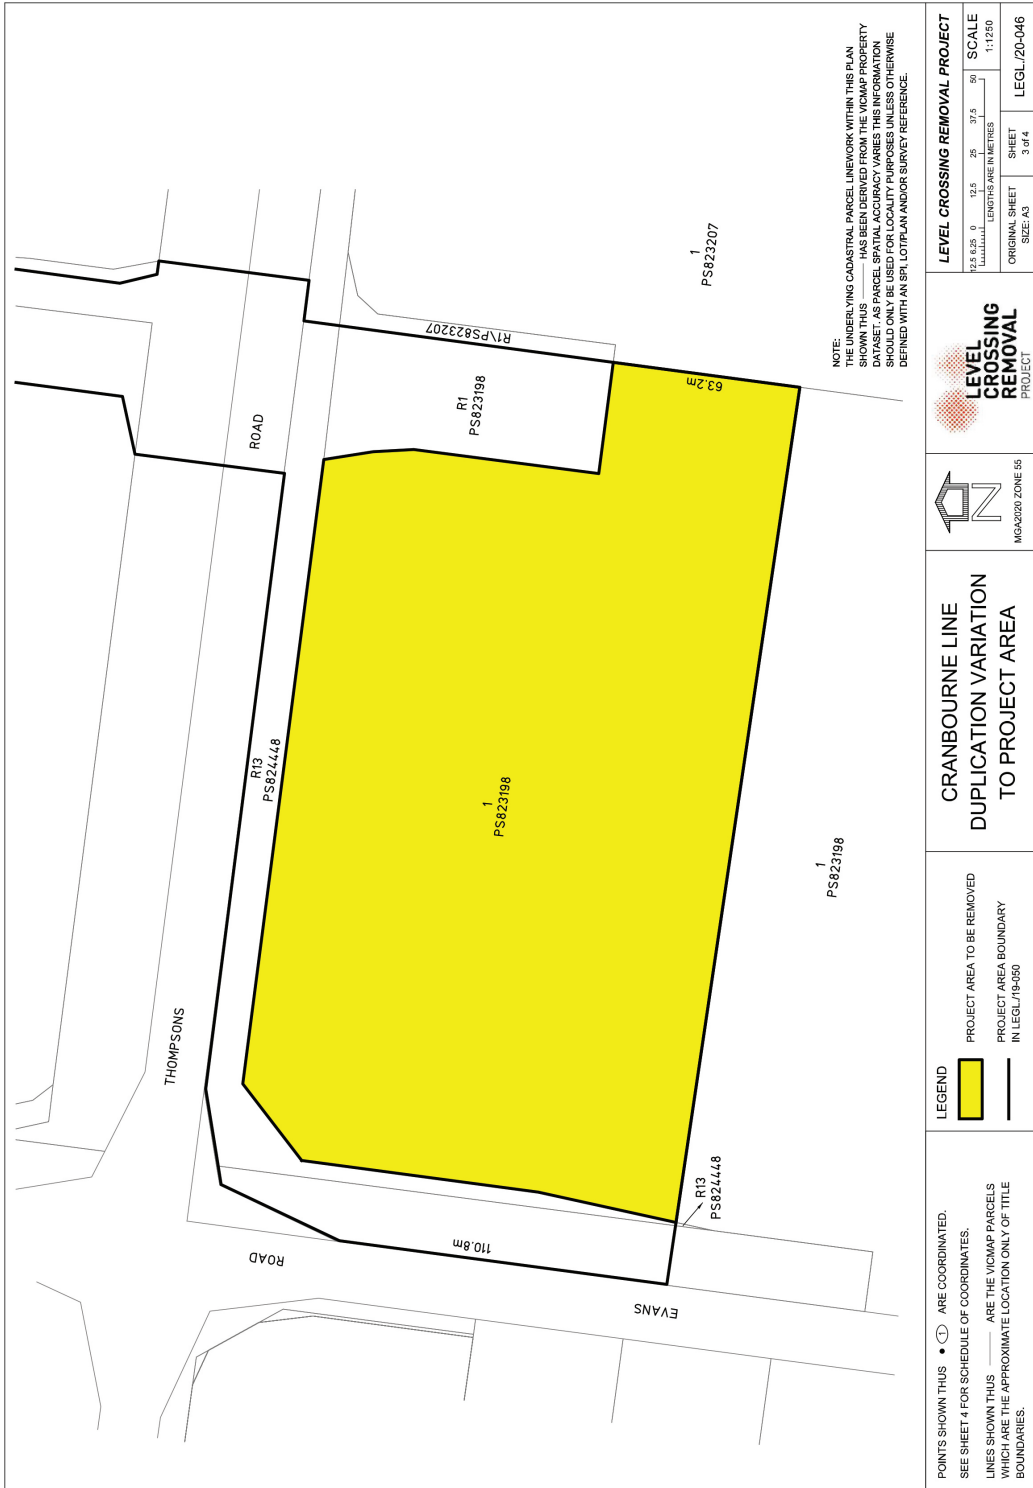 THOMPSONS
ROAD
R13
PS824448
R1
PS823198
R1\PS823207
63.2m
1
PS823207
1
PS823198
1
PS823198
R13
PS824448
110.8m
ROAD
EVANS
NOTE:
THE UNDERLYING CADASTRAL PARCEL LINEWORK WITHIN THIS PLAN
SHOWN THUS HAS BEEN DERIVED FROM THE VICMAP PROPERTY
DATASET. AS PARCEL SPATIAL ACCURACY VARIES THIS INFORMATION
SHOULD ONLY BE USED FOR LOCALITY PURPOSES UNLESS OTHERWISE
DEFINED WITH AN SPI, LOT/PLAN AND/OR SURVEY REFERENCE.
POINTS SHOWN THUS 1 ARE COORDINATED.
SEE SHEET 4 FOR SCHEDULE OF COORDINATES.
LINES SHOWN THUS ARE THE VICMAP PARCELS
WHICH ARE THE APPROXIMATE LOCATION ONLY OF TITLE
BOUNDARIES.
LEGEND
PROJECT AREA TO BE REMOVED
PROJECT AREA BOUNDARY
IN LEGL./19-050
CRANBOURNE LINE
DUPLICATION VARIATION
TO PROJECT AREA
N
MGA2020 ZONE 55
LEVEL
CROSSING
REMOVAL
PROJECT
LEVEL CROSSING REMOVAL PROJECT
12.5 6.25 0 12.5 25 37.5 50
LENGTHS ARE IN METRES
SCALE
1:1250
ORIGINAL SHEET
SIZE: A3
SHEET
3 of 4
LEGL./20-046